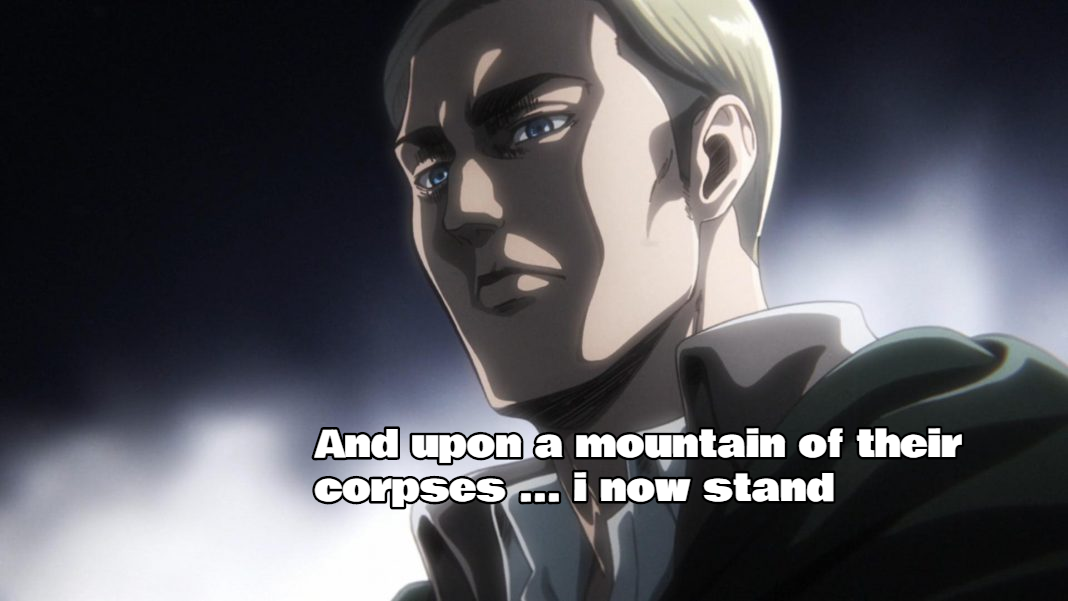 And upon a mountain of their
corpses ... i now stand